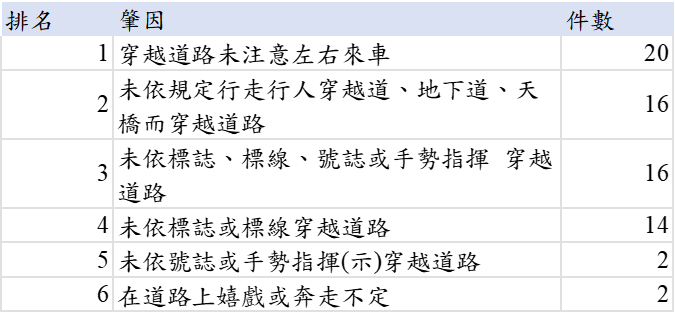 排名 肇因 件數
1 穿越道路未注意左右來車 20
2 未依規定行走行人穿越道、地下道、天
橋而穿越道路 16
3 未依標誌、標線、號誌或手勢指揮 穿越
道路 16
4 未依標誌或標線穿越道路 14
5 未依號誌或手勢指揮(示)穿越道路 2
6 在道路上嬉戲或奔走不定 2